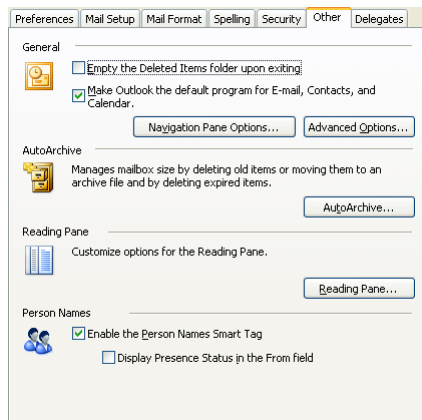 Preferences Mail Setup Mail Format Spelling Security Other Delegates
General
Empty the Deleted Items folder upon exiting
Make Outlook the default program for E-mail, Contacts, and
Calendar.
Navigation Pane Options... Advanced Options...
AutoArchive
Manages mailbox size by deleting old items or moving them to an
archive file and by deleting expired items.
AutoArchive...
Reading Pane
Customize options for the Reading Pane.
Reading Pane...
Person Names
Enable the Person Names Smart Tag
Display Presence Status in the From field